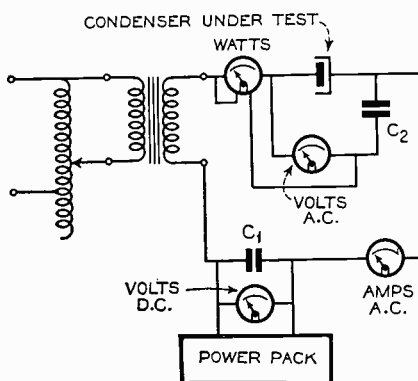 CONDENSER UNDER TEST
WATTS
C2
VOLTS
A.C.
C1
VOLTS
D.C.
AMPS
A.C.
POWER PACK